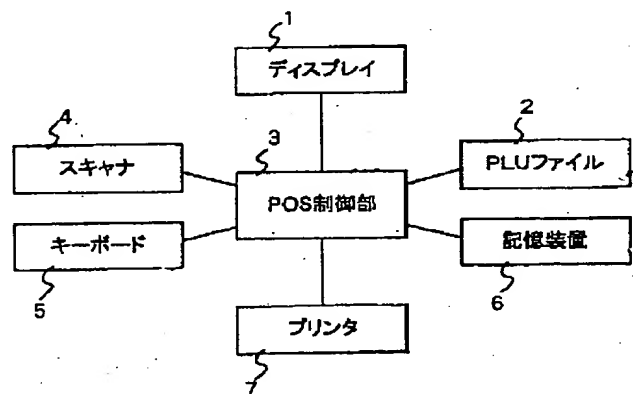 1
ディスプレイ
4
スキャナ
3
POS制御部
2
PLUファイル
キーボード
5
記憶装置
6
プリンタ
7